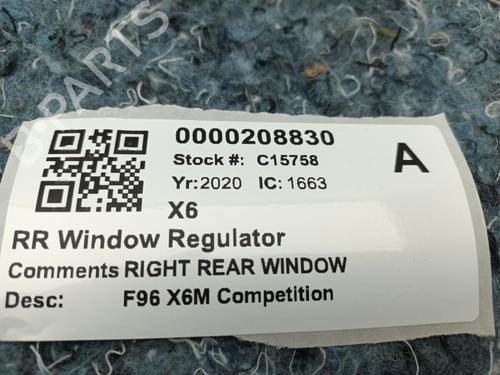 B-PARTS
0000208830
A
Stock #: C15758
Yr:2020 IC: 1663
X6
RR Window Regulator
Comments RIGHT REAR WINDOW
Desc: F96 X6M Competition